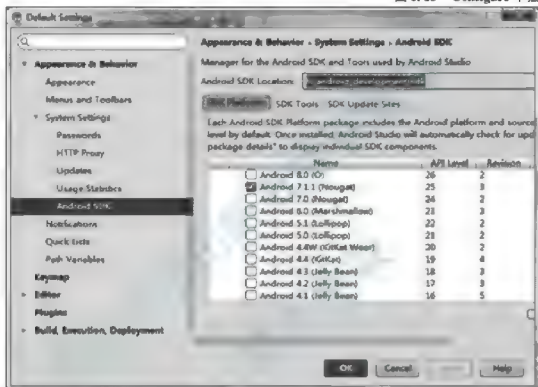 Default Settings
Appearance & Behavior
Appearance
Menus and Toolbars
System Settings
Passwords
HTTP Proxy
Updates
Usage Statistics
Android SDK
Notifications
Quick Lists
Path Variables
Keymap
Editor
Plugins
Build, Execution, Deployment
Appearance & Behavior › System Settings › Android SDK
Manager for the Android SDK and Tools used by Android Studio
Android SDK Location:
SDK Platforms SDK Tools SDK Update Sites
Each Android SDK Platform package includes the Android platform and source
level by default. Once installed, Android Studio will automatically check for upd
package details" to display individual SDK components.
Name API Level Revision
Android 8.0 (O) 26 2
Android 7.1.1 (Nougat) 25 3
Android 7.0 (Nougat) 24 2
Android 6.0 (Marshmallow) 23 3
Android 5.1 (Lollipop) 22 2
Android 5.0 (Lollipop) 21 2
Android 4.4W (KitKat Wear) 20 2
Android 4.4 (KitKat) 19 4
Android 4.3 (Jelly Bean) 18 3
Android 4.2 (Jelly Bean) 17 3
Android 4.1 (Jelly Bean) 16 5
OK Cancel Help